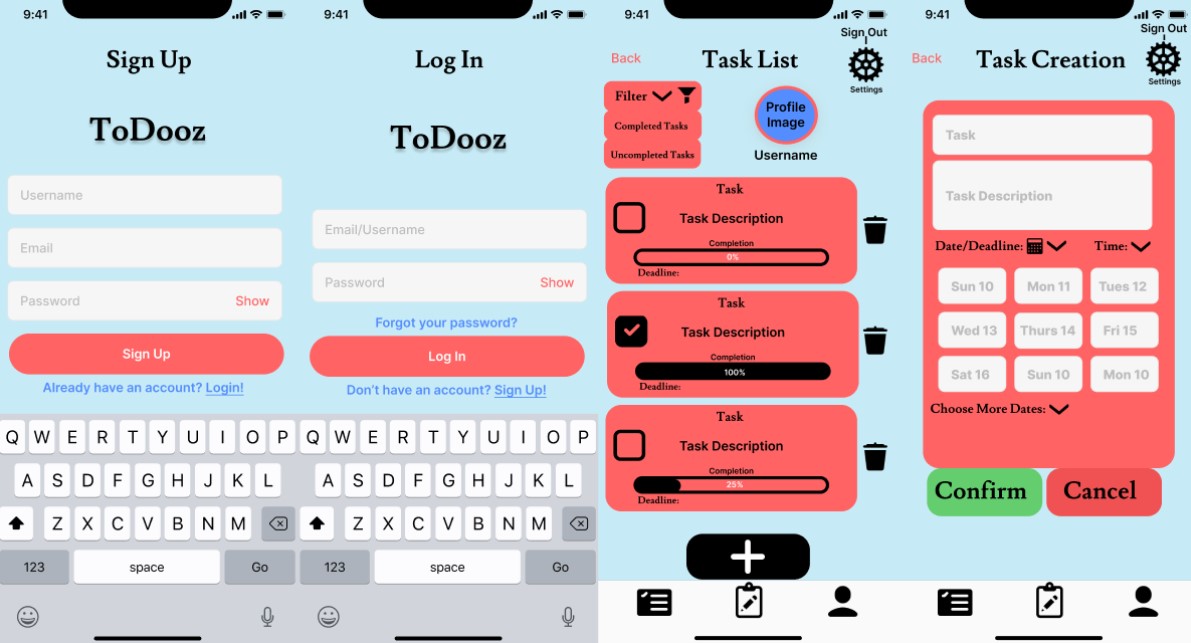 9:41
Sign Up
ToDooz
Username
Email
Password Show
Sign Up
Already have an account? Login!
Q W E R T Y U I O P
A S D F G H J K L
Z X C V B N M
123 space Go
9:41
Log In
ToDooz
Email/Username
Password Show
Forgot your password?
Log In
Don't have an account? Sign Up!
Q W E R T Y U I O P
A S D F G H J K L
Z X C V B N M
123 space Go
9:41
Sign Out
Back Task List
Settings
Filter
Completed Tasks
Uncompleted Tasks
Profile
Image
Username
Task
Task Description
Completion
0%
Deadline:
Task
Task Description
Completion
100%
Deadline:
Task
Task Description
Completion
25%
Deadline:
9:41
Sign Out
Back Task Creation
Settings
Task
Task Description
Date/Deadline: Time:
Sun 10 Mon 11 Tues 12
Wed 13 Thurs 14 Fri 15
Sat 16 Sun 10 Mon 10
Choose More Dates:
Confirm Cancel